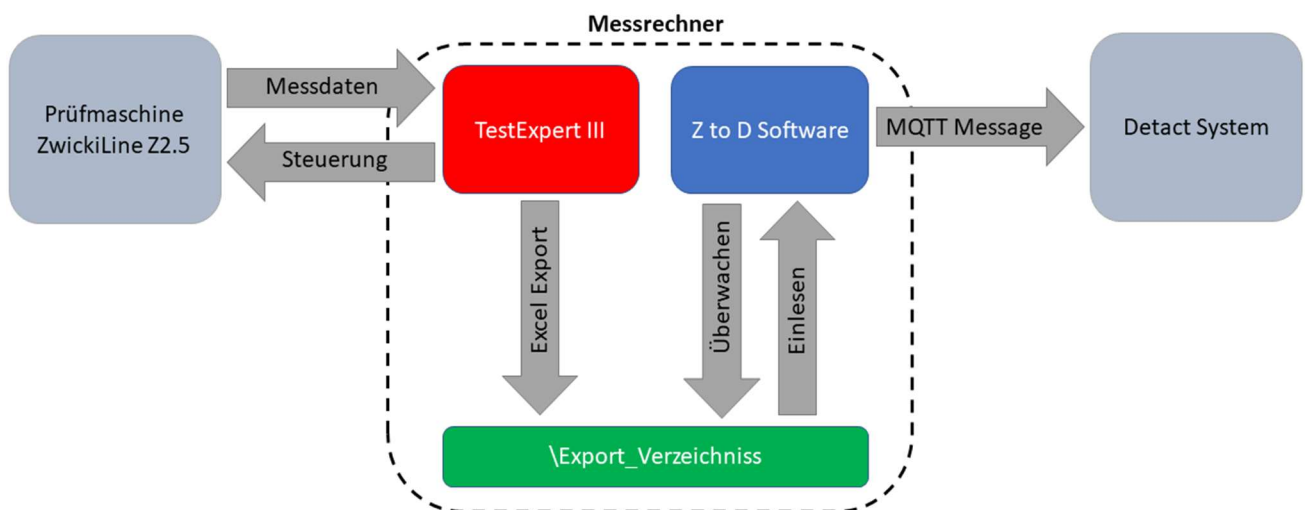 Messrechner
Prüfmaschine
ZwickiLine Z2.5
Messdaten
Steuerung
TestExpert III
Z to D Software
MQTT Message
Detact System
Excel Export
Überwachen
Einlesen
\Export_Verzeichniss